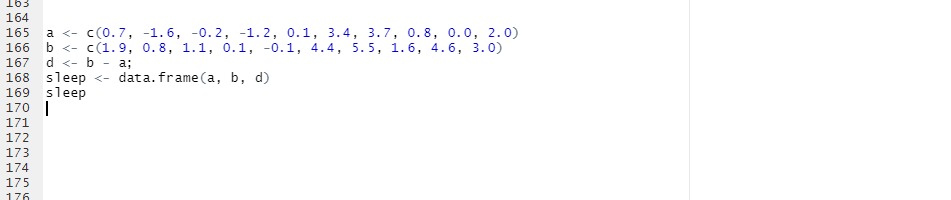 163
164
165 a <- c(0.7, -1.6, -0.2, -1.2, 0.1, 3.4, 3.7, 0.8, 0.0, 2.0)
166 b <- c(1.9, 0.8, 1.1, 0.1, -0.1, 4.4, 5.5, 1.6, 4.6, 3.0)
167 d <- b - a;
168 sleep <- data.frame(a, b, d)
169 sleep
170
171
172
173
174
175
176